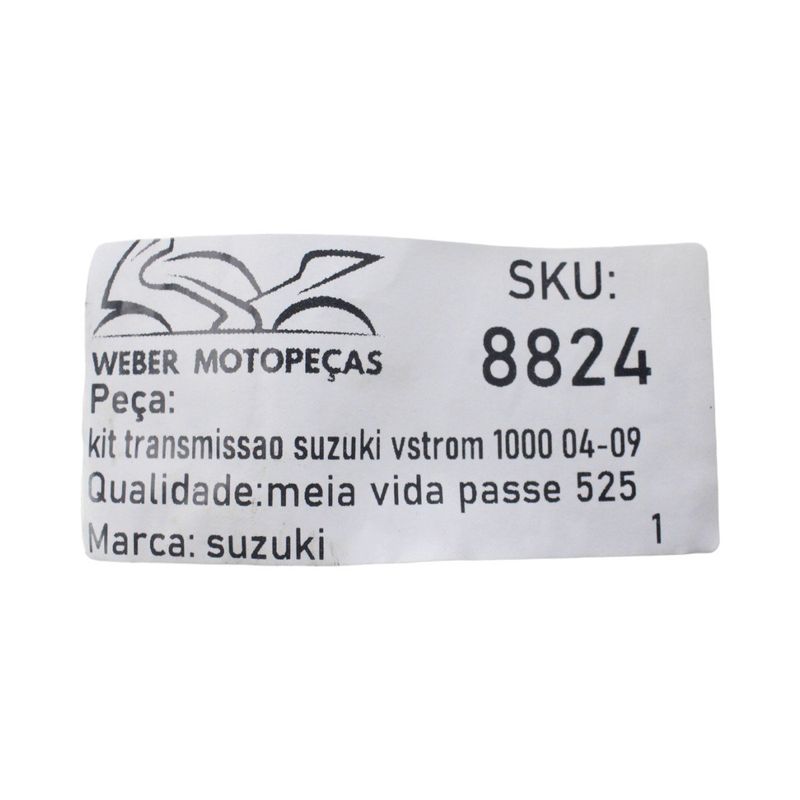 WEBER MOTOPEÇAS
SKU:
8824
Peça:
kit transmissao suzuki vstrom 1000 04-09
Qualidade:meia vida passe 525
Marca: suzuki
1